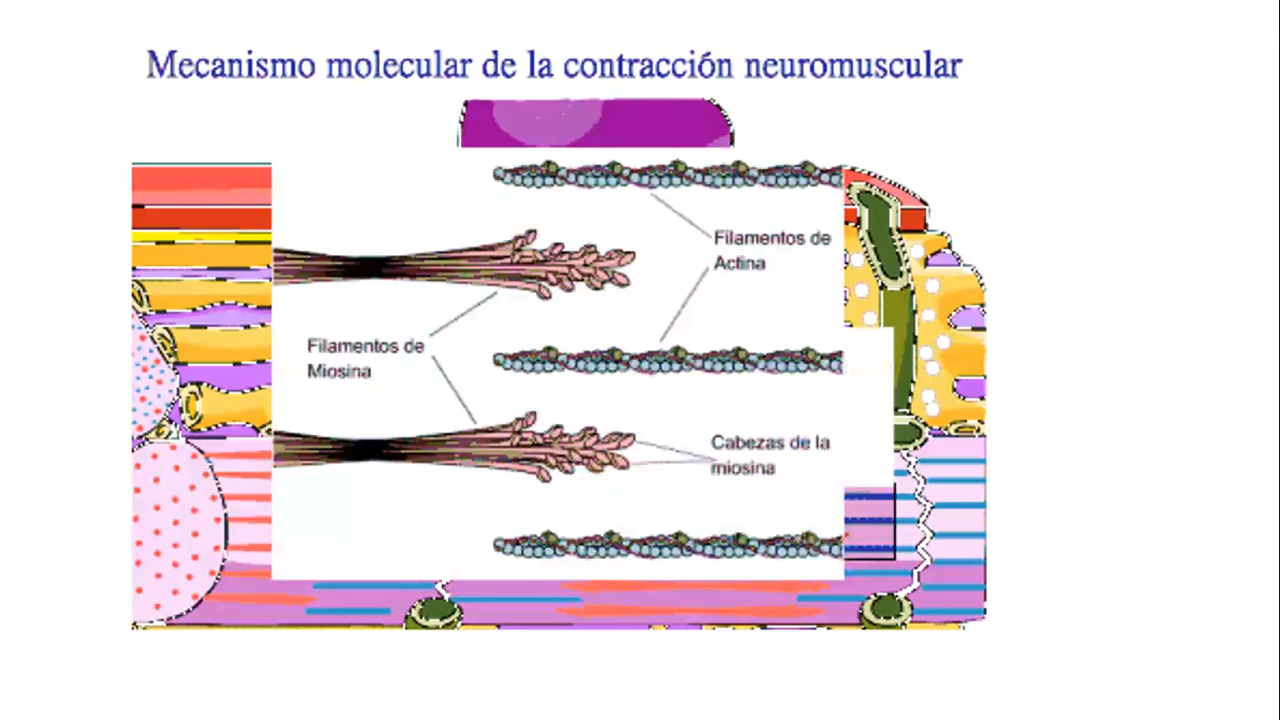 Mecanismo molecular de la contracción neuromuscular
Filamentos de
Actina
Filamentos de
Miosina
Cabezas de la
miosina